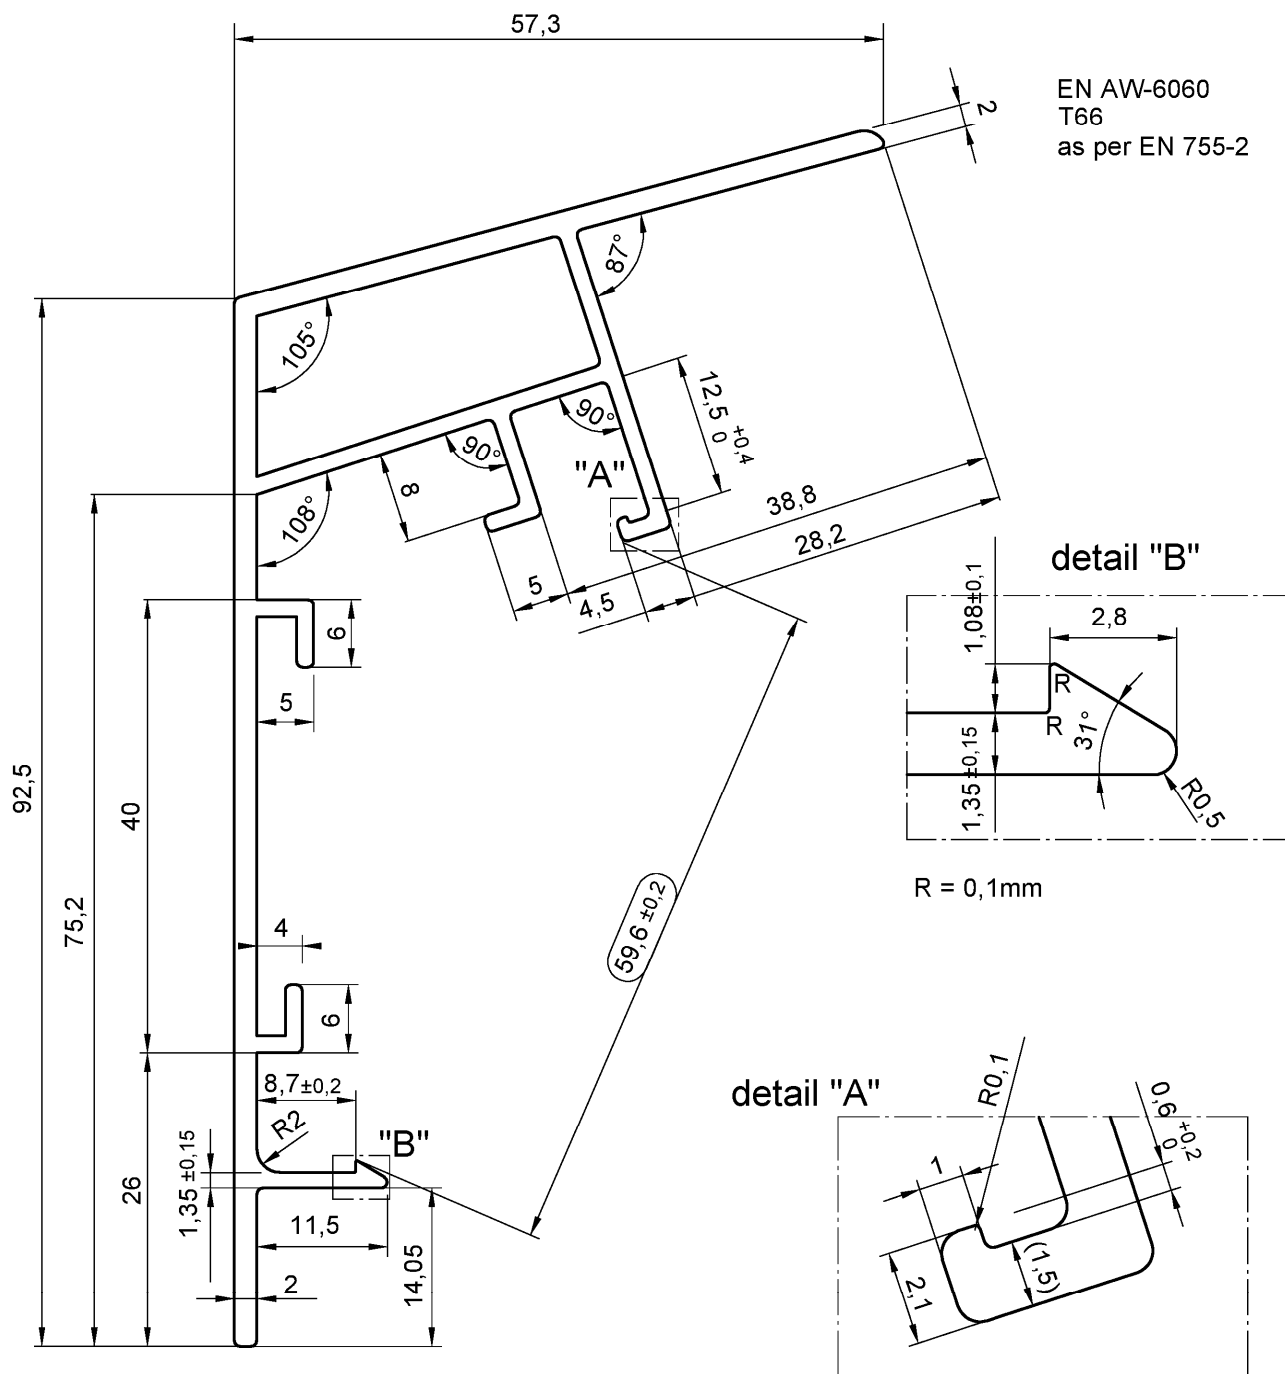 57,3
2
EN AW-6060
T66
as per EN 755-2
87°
105°
12,5 +0,4
0
90°
90°
"A"
8
108°
38,8
28,2
5
4,5
6
5
detail "B"
1,08±0,1
2,8
R
R
31°
1,35±0,15
R0,5
R = 0,1mm
92,5
75,2
40
59,6±0,2
4
6
8,7±0,2
R2
"B"
1,35±0,15
26
11,5
2
14,05
detail "A"
R0,1
0,6 +0,2
0
1
(1,5)
2,1